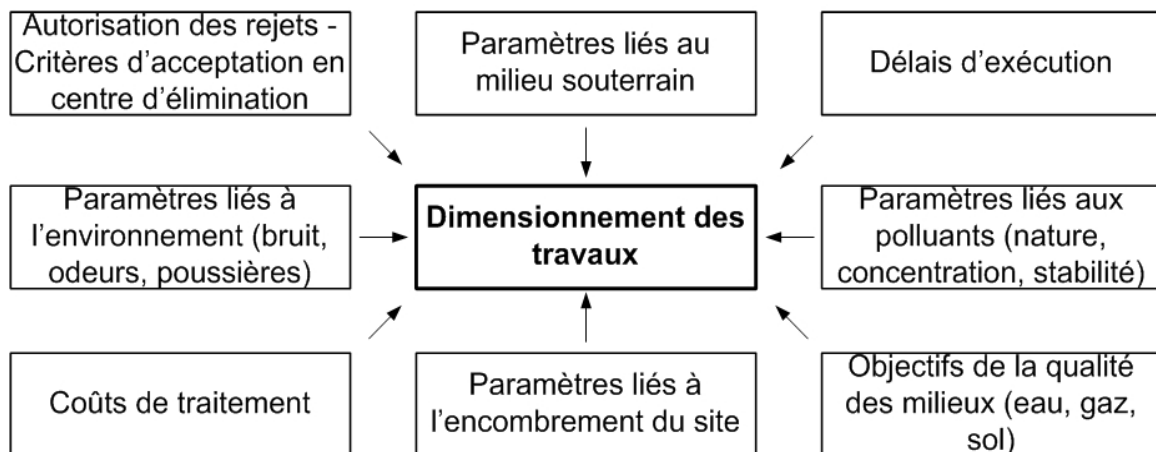 Autorisation des rejets -
Critères d’acceptation en
centre d’élimination
Paramètres liés au
milieu souterrain
Délais d’exécution
Paramètres liés à
l’environnement (bruit,
odeurs, poussières)
Dimensionnement des
travaux
Paramètres liés aux
polluants (nature,
concentration, stabilité)
Coûts de traitement
Paramètres liés à
l’encombrement du site
Objectifs de la qualité
des milieux (eau, gaz,
sol)